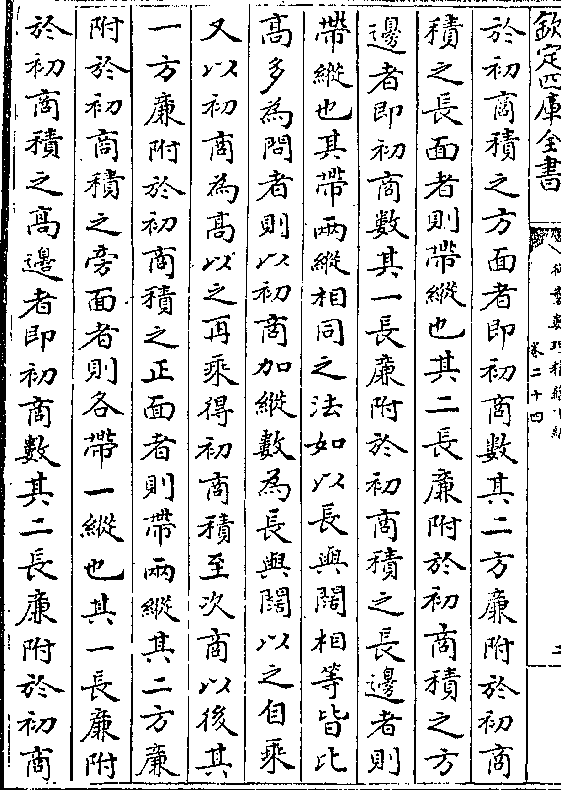 欽定四庫全書
卷二十四
二
於初商積之方面者即初商數其二方廉附於初商
積之長面者則帶縱也其二長廉附於初商積之方
邊者即初商數其一長廉附於初商積之長邊者則
帶縱也其帶兩縱相同之法如以長與闊相等皆比
高多為問者則以初商加縱數為長與闊以之自乘
又以初商為高以之再乘得初商積至次商以後其
一方廉附於初商積之正面者則帶兩縱其二方廉
附於初商積之旁面者則各帶一縱也其一長廉附
於初商積之高邊者即初商數其二長廉附於初商